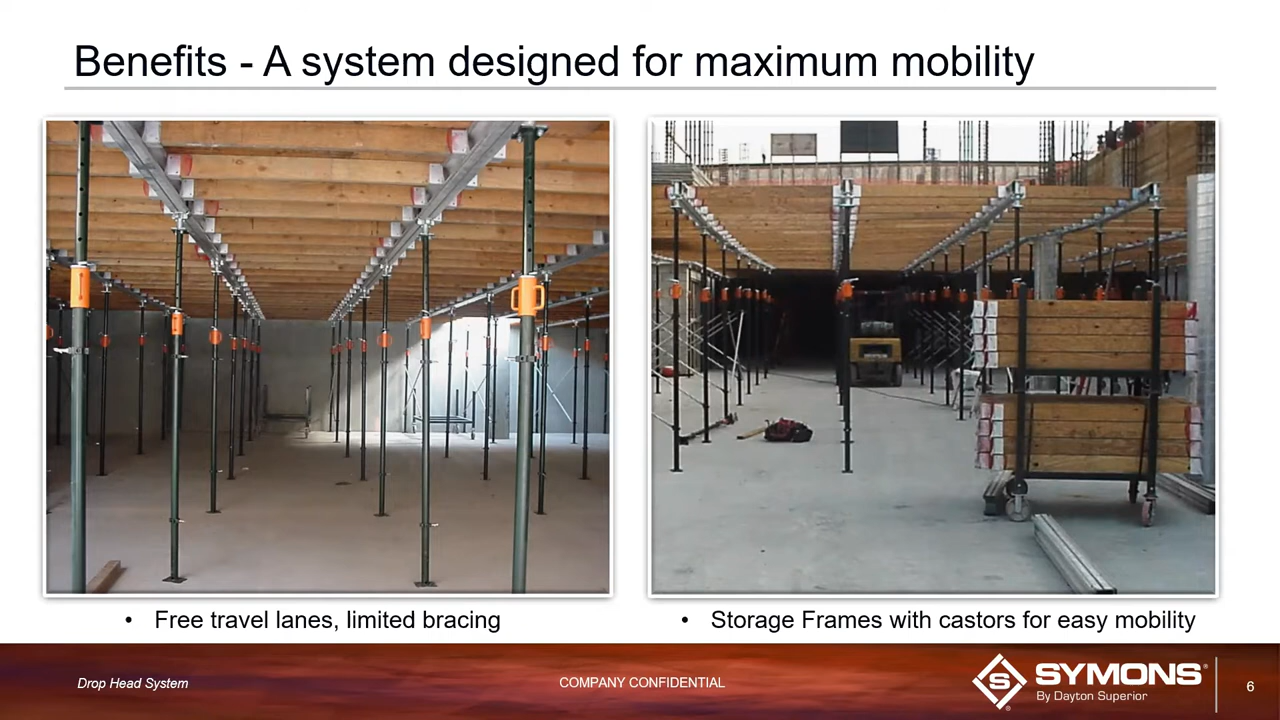 Benefits - A system designed for maximum mobility
• Free travel lanes, limited bracing
• Storage Frames with castors for easy mobility
Drop Head System
COMPANY CONFIDENTIAL
S SYMONS®
By Dayton Superior
®
6